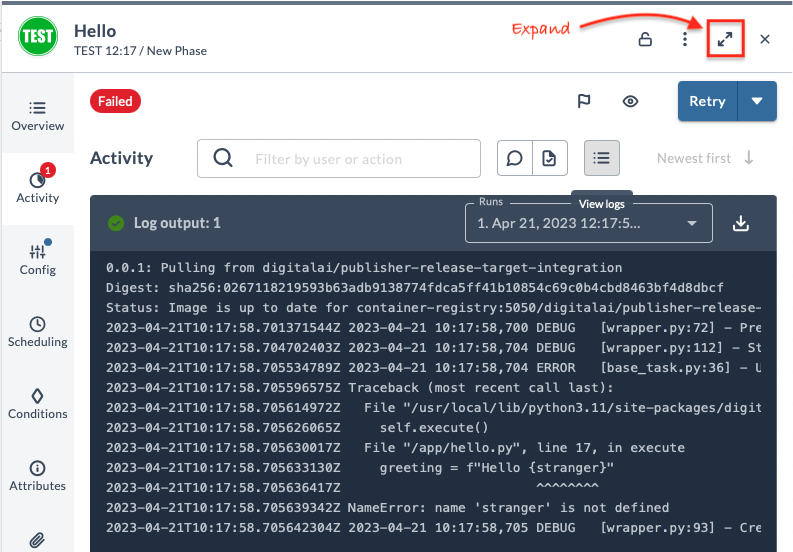 TEST
Hello
TEST 12:17 / New Phase
Expand
Overview
1
Activity
Config
Scheduling
Conditions
Attributes
Failed
Retry
Activity
Filter by user or action
Newest first
View logs
Log output: 1
Runs
1. Apr 21, 2023 12:17:5...
0.0.1: Pulling from digitalai/publisher-release-target-integration
Digest: sha256:0267118219593b63adb9138774fdca5ff41b10854c69c0b4cbd8463bf4d8dbcf
Status: Image is up to date for container-registry:5050/digitalai/publisher-release-
2023-04-21T10:17:58.701371544Z 2023-04-21 10:17:58,700 DEBUG   [wrapper.py:72] – Pre
2023-04-21T10:17:58.704702403Z 2023-04-21 10:17:58,704 DEBUG   [wrapper.py:112] – St
2023-04-21T10:17:58.705534789Z 2023-04-21 10:17:58,704 ERROR   [base_task.py:36] – U
2023-04-21T10:17:58.705596575Z Traceback (most recent call last):
2023-04-21T10:17:58.705614972Z   File "/usr/local/lib/python3.11/site-packages/digit
2023-04-21T10:17:58.705626065Z     self.execute()
2023-04-21T10:17:58.705630017Z   File "/app/hello.py", line 17, in execute
2023-04-21T10:17:58.705633130Z     greeting = f"Hello {stranger}"
2023-04-21T10:17:58.705636417Z                         ^^^^^^^^
2023-04-21T10:17:58.705639342Z NameError: name 'stranger' is not defined
2023-04-21T10:17:58.705642304Z 2023-04-21 10:17:58,705 DEBUG   [wrapper.py:93] – Cre